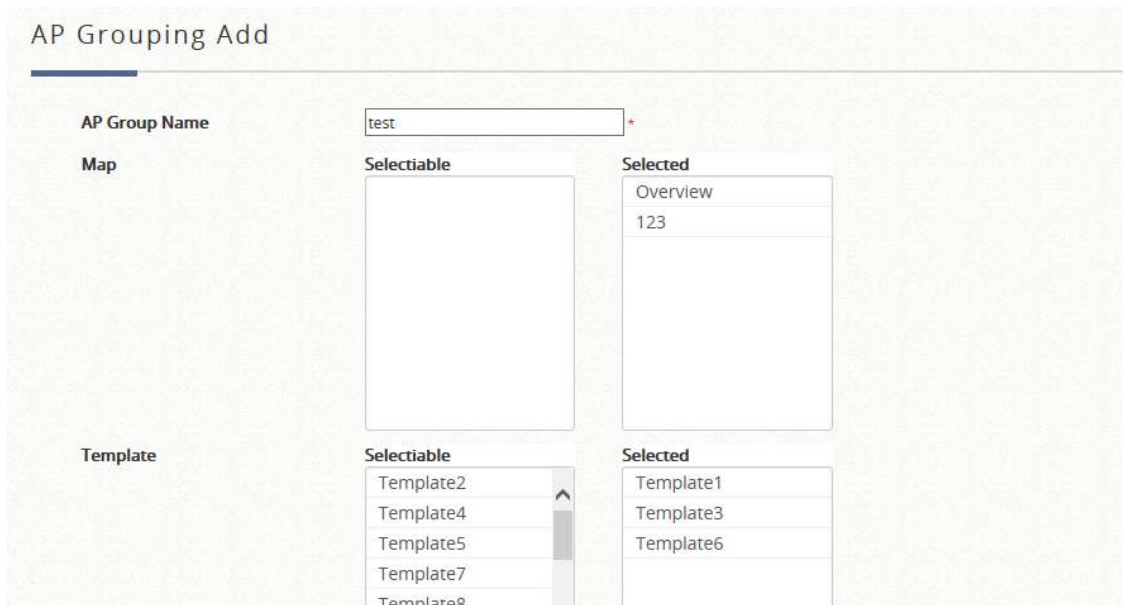 AP Grouping Add
AP Group Name test *
Map Selectiable Selected
Overview
123
Template Selectiable Selected
Template2 Template1
Template4 Template3
Template5 Template6
Template7
Template8